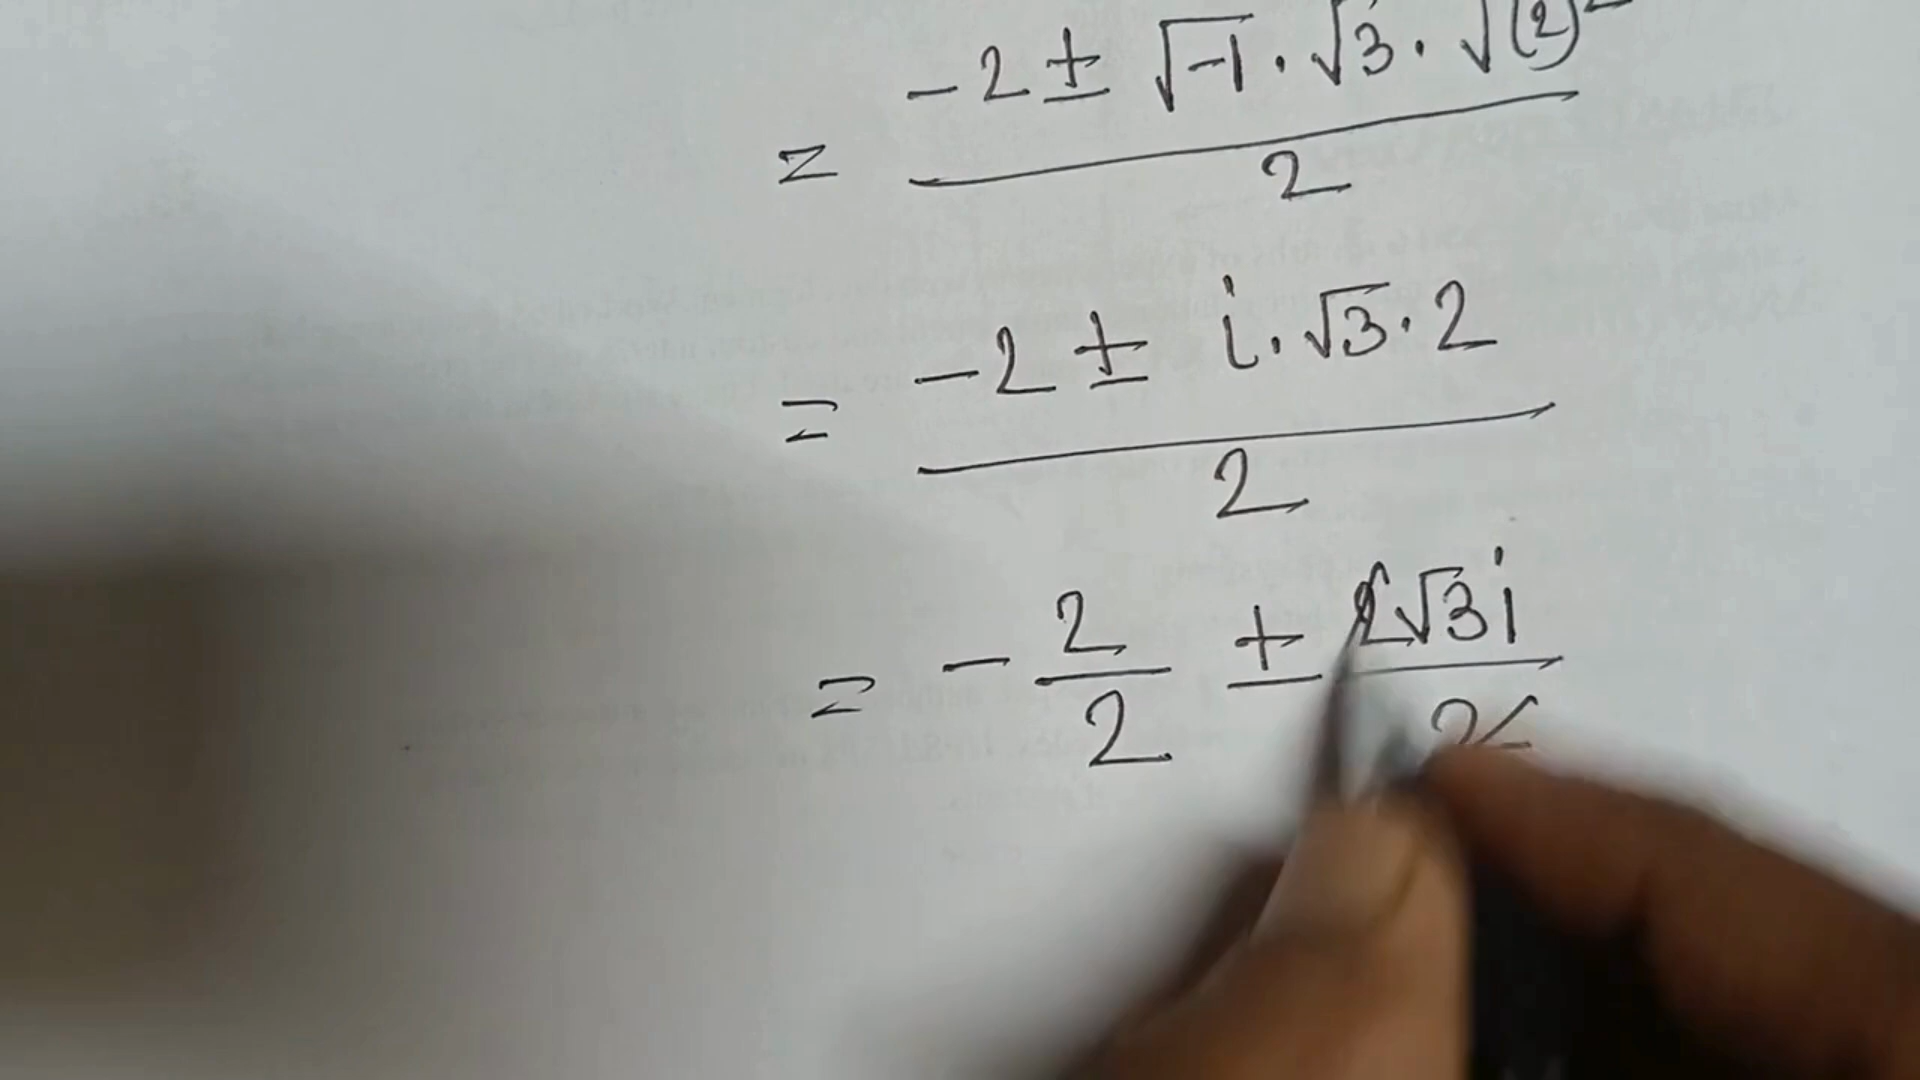 = (-2 ± √-1 · √3 · √(2)²) / 2
= (-2 ± i · √3 · 2) / 2
= - 2/2 ± 2√3i / 2